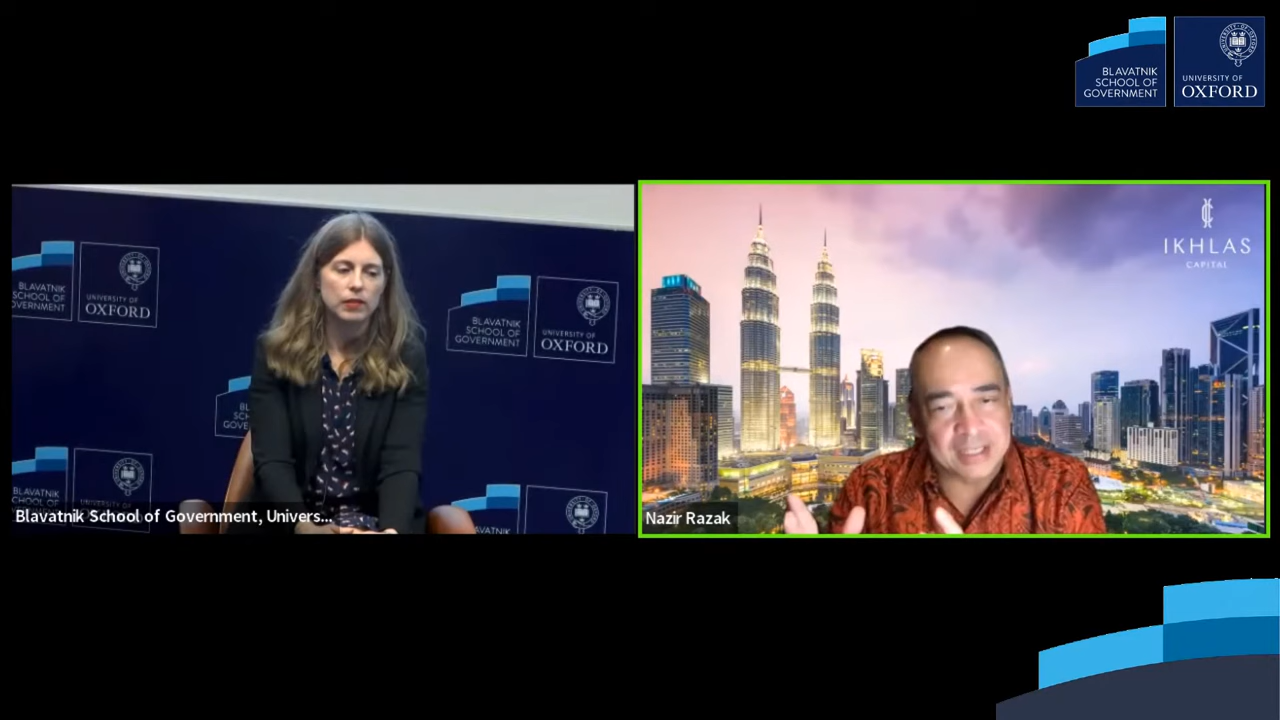 BLAVATNIK
SCHOOL OF
GOVERNMENT
UNIVERSITY OF
OXFORD
BLAVATNIK
SCHOOL OF
GOVERNMENT
UNIVERSITY OF
OXFORD
BLAVATNIK
SCHOOL OF
GOVERNMENT
UNIVERSITY OF
OXFORD
IKHLAS
CAPITAL
Blavatnik School of Government, Univers...
Nazir Razak